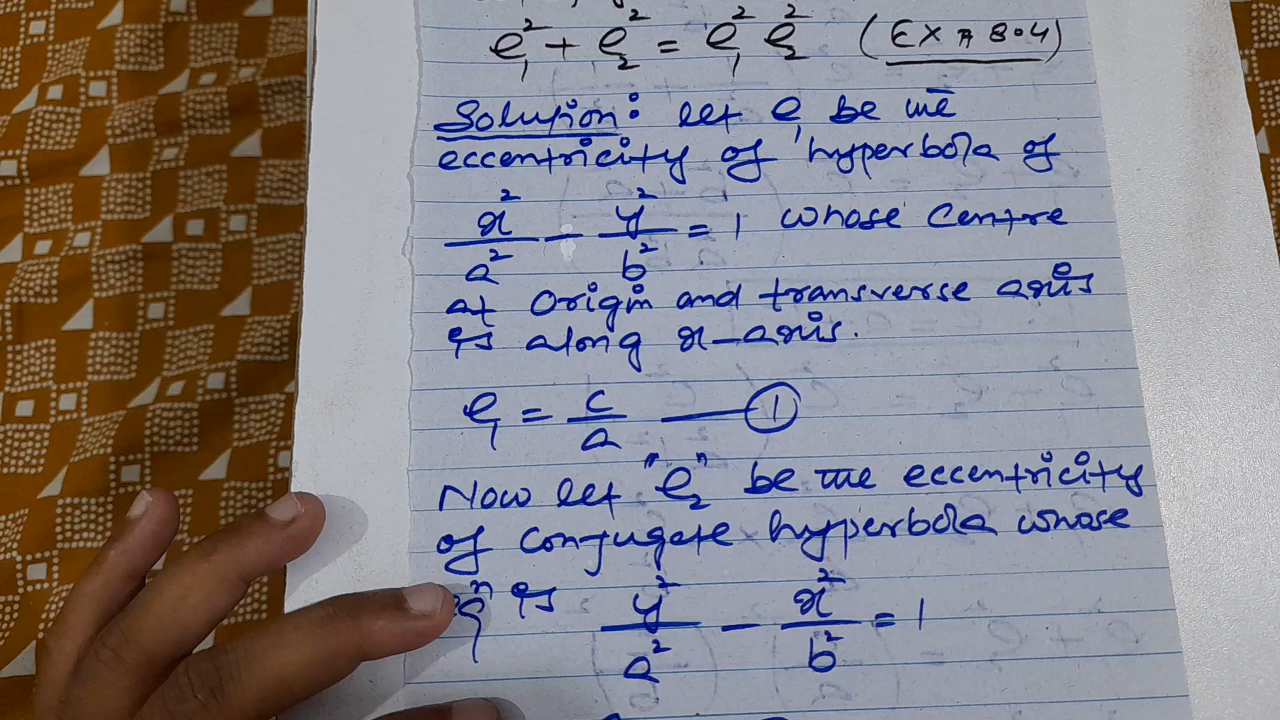 e₁² + e₂² = e₁² e₂² (EX # 8.4)
Solution: let e₁ be the
eccentricity of hyperbola of
x²/a² - y²/b² = 1 whose Centre
at origin and transverse axis
is along x-axis.
e₁ = c/a —— ①
Now let "e₂" be the eccentricity
of conjugate hyperbola whose
is y²/a² - x²/b² = 1